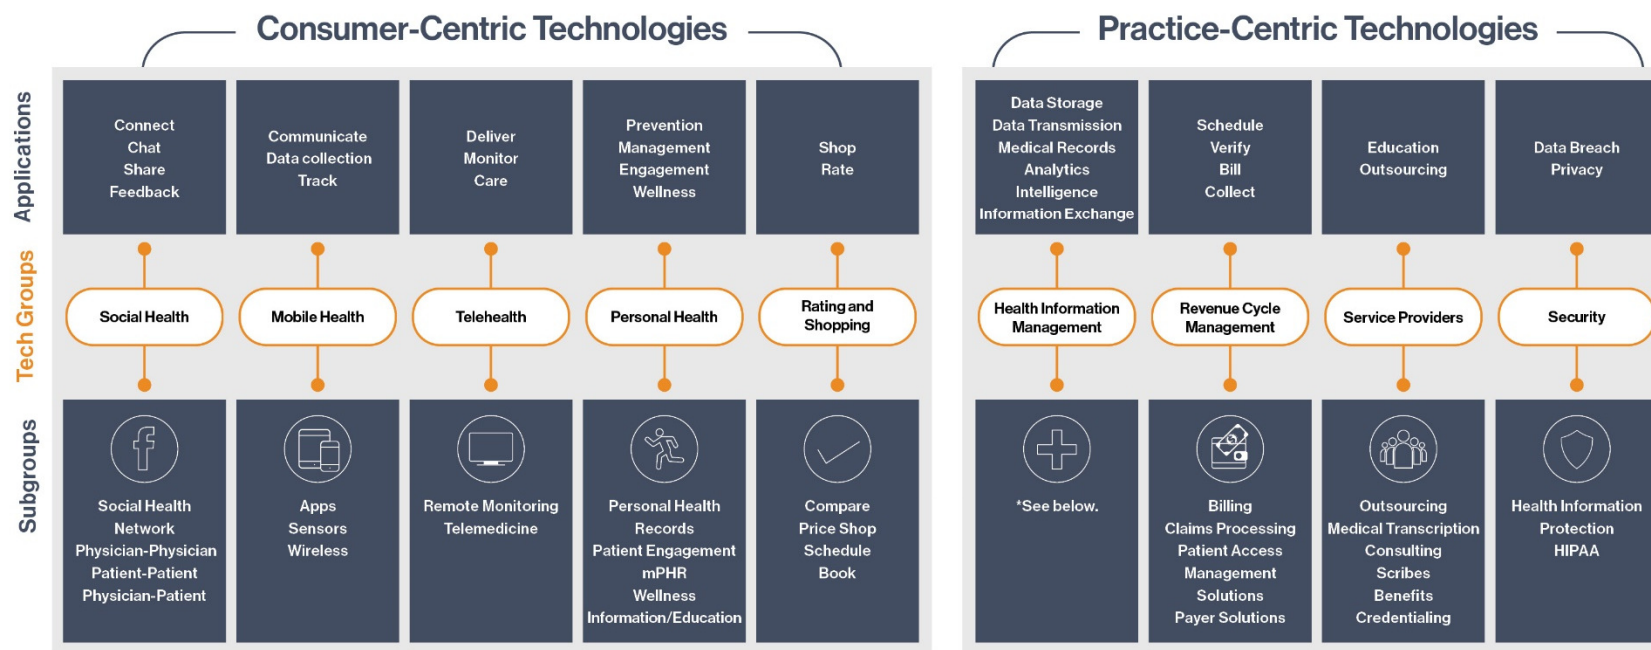 Consumer-Centric Technologies
Practice-Centric Technologies
Applications
Connect
Chat
Share
Feedback
Communicate
Data collection
Track
Deliver
Monitor
Care
Prevention
Management
Engagement
Wellness
Shop
Rate
Data Storage
Data Transmission
Medical Records
Analytics
Intelligence
Information Exchange
Schedule
Verify
Bill
Collect
Education
Outsourcing
Data Breach
Privacy
Tech Groups
Social Health
Mobile Health
Telehealth
Personal Health
Rating and
Shopping
Health Information
Management
Revenue Cycle
Management
Service Providers
Security
Subgroups
Social Health
Network
Physician-Physician
Patient-Patient
Physician-Patient
Apps
Sensors
Wireless
Remote Monitoring
Telemedicine
Personal Health
Records
Patient Engagement
mPHR
Wellness
Information/Education
Compare
Price Shop
Schedule
Book
*See below.
Billing
Claims Processing
Patient Access
Management
Solutions
Payer Solutions
Outsourcing
Medical Transcription
Consulting
Scribes
Benefits
Credentialing
Health Information
Protection
HIPAA